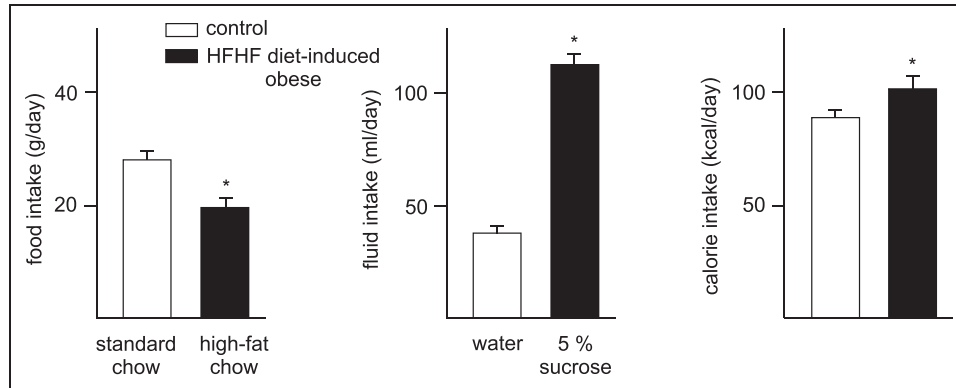 control
HFHF diet-induced
obese
food intake (g/day)
40
20
*
standard
chow
high-fat
chow
fluid intake (ml/day)
100
50
*
water
5 %
sucrose
calorie intake (kcal/day)
100
50
*